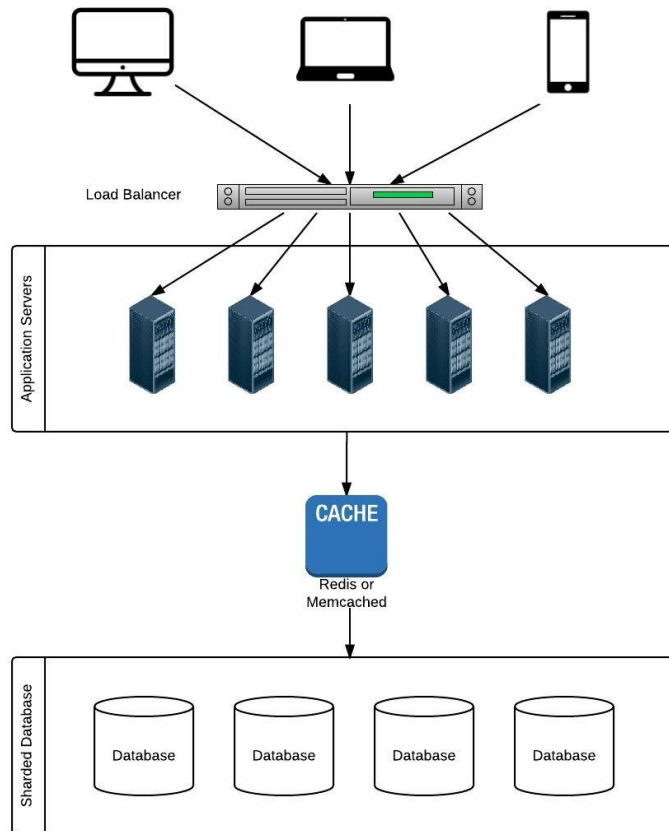 Load Balancer
Application Servers
CACHE
Redis or
Memcached
Sharded Database
Database
Database
Database
Database